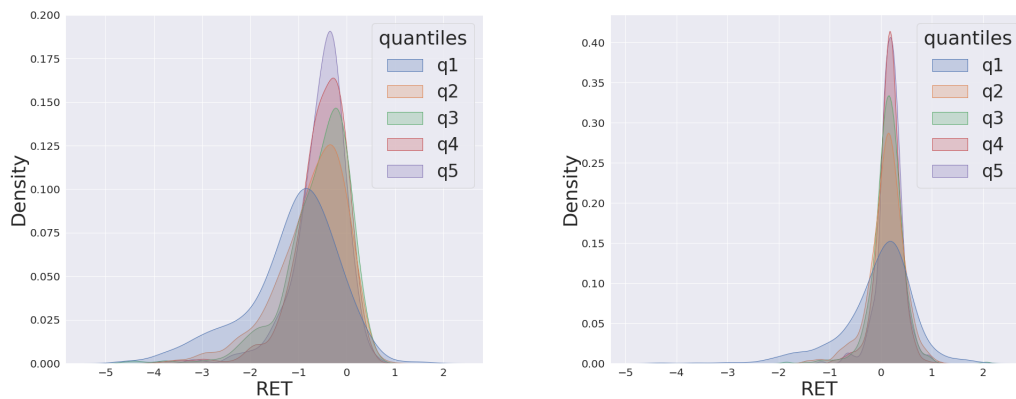 0.200
0.175
0.150
0.125
0.100
0.075
0.050
0.025
0.000
Density
−5 −4 −3 −2 −1 0 1 2
RET
quantiles
q1
q2
q3
q4
q5
0.40
0.35
0.30
0.25
0.20
0.15
0.10
0.05
0.00
Density
−5 −4 −3 −2 −1 0 1 2
RET
quantiles
q1
q2
q3
q4
q5